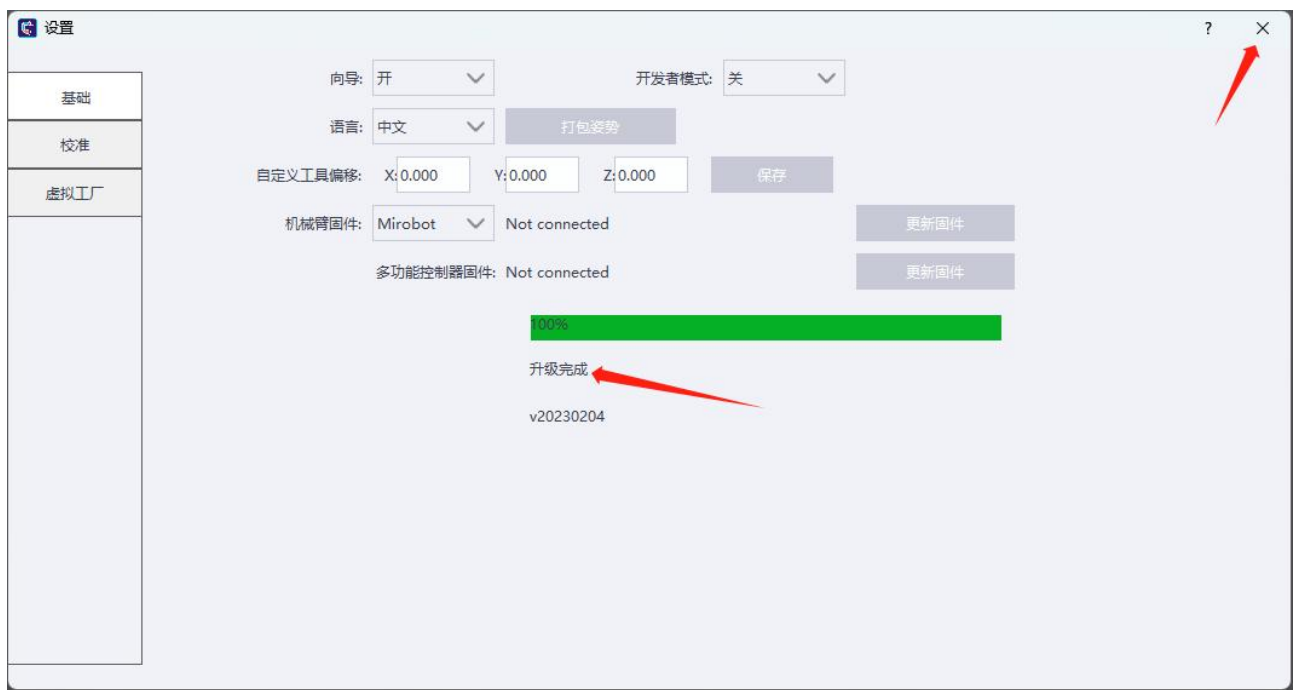 设置 ?
基础
校准
虚拟工厂
向导: 开 开发者模式: 关
语言: 中文 打包姿势
自定义工具偏移: X: 0.000 Y: 0.000 Z: 0.000 保存
机械臂固件: Mirobot Not connected 更新固件
多功能控制器固件: Not connected 更新固件
100%
升级完成
v20230204